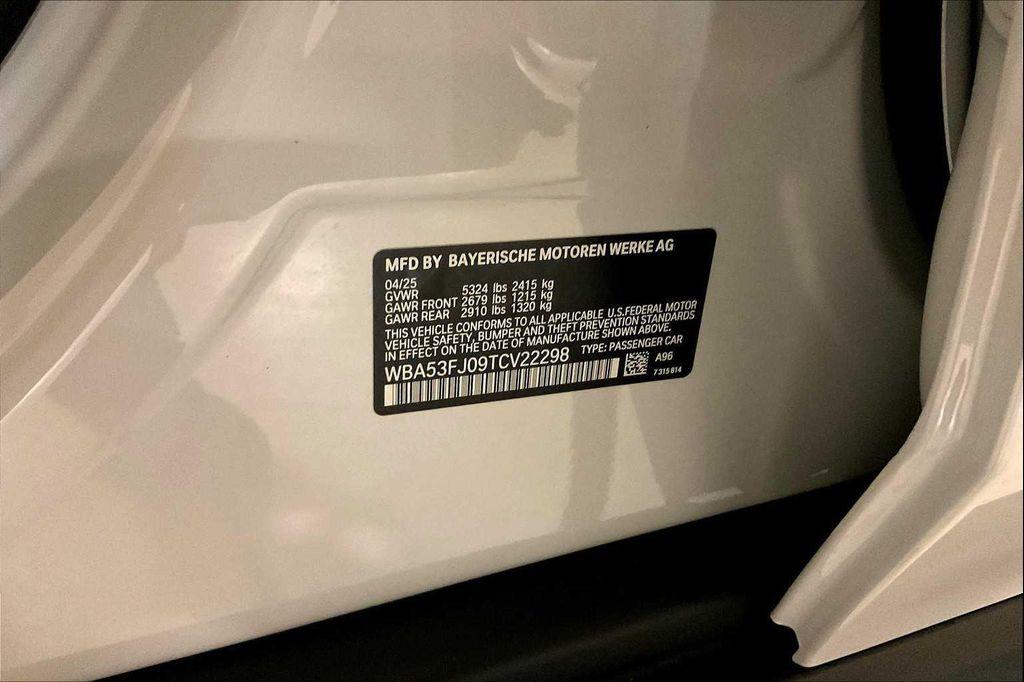 MFD BY BAYERISCHE MOTOREN WERKE AG
04/25
GVWR 5324 lbs 2415 kg
GAWR FRONT 2679 lbs 1215 kg
GAWR REAR 2910 lbs 1320 kg
THIS VEHICLE CONFORMS TO ALL APPLICABLE U.S.FEDERAL MOTOR
VEHICLE SAFETY, BUMPER AND THEFT PREVENTION STANDARDS
IN EFFECT ON THE DATE OF MANUFACTURE SHOWN ABOVE.
WBA53FJ09TCV22298 TYPE: PASSENGER CAR
A96
7 315 814